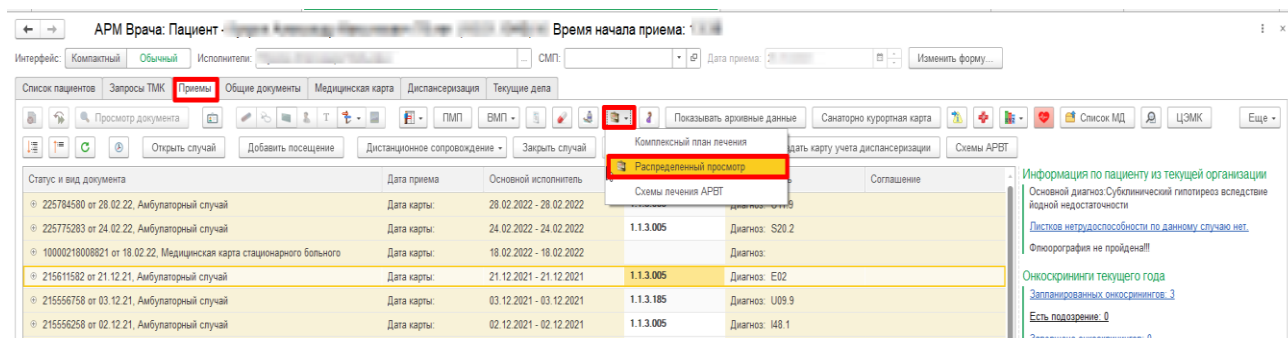 АРМ Врача: Пациент - Время начала приема:
Интерфейс: Компактный Обычный Исполнители: ... СМП: Дата приема: Изменить форму...
Список пациентов Запросы ТМК Приемы Общие документы Медицинская карта Диспансеризация Текущие дела
Просмотр документа ПМП ВМП Показывать архивные данные Санаторно курортная карта Список МД ЦЭМК Еще
Открыть случай Добавить посещение Дистанционное сопровождение Закрыть случай карту учета диспансеризации Схемы АРВТ
Комплексный план лечения
Распределенный просмотр
Схемы лечения АРВТ
Статус и вид документа Дата приема Основной исполнитель Соглашение
225784580 от 28.02.22, Амбулаторный случай Дата карты: 28.02.2022 - 28.02.2022
225775283 от 24.02.22, Амбулаторный случай Дата карты: 24.02.2022 - 24.02.2022 1.1.3.005 Диагноз: S20.2
10000218008821 от 18.02.22, Медицинская карта стационарного больного Дата карты: 18.02.2022 - 18.02.2022 Диагноз:
215611582 от 21.12.21, Амбулаторный случай Дата карты: 21.12.2021 - 21.12.2021 1.1.3.005 Диагноз: E02
215556758 от 03.12.21, Амбулаторный случай Дата карты: 03.12.2021 - 03.12.2021 1.1.3.185 Диагноз: U09.9
215556258 от 02.12.21, Амбулаторный случай Дата карты: 02.12.2021 - 02.12.2021 1.1.3.005 Диагноз: I48.1
Информация по пациенту из текущей организации
Основной диагноз:Субклинический гипотиреоз вследствие
йодной недостаточности
Листков нетрудоспособности по данному случаю нет.
Флюорография не пройдена!!!
Онкоскрининги текущего года
Запланированных онкосринингов: 3
Есть подозрение: 0